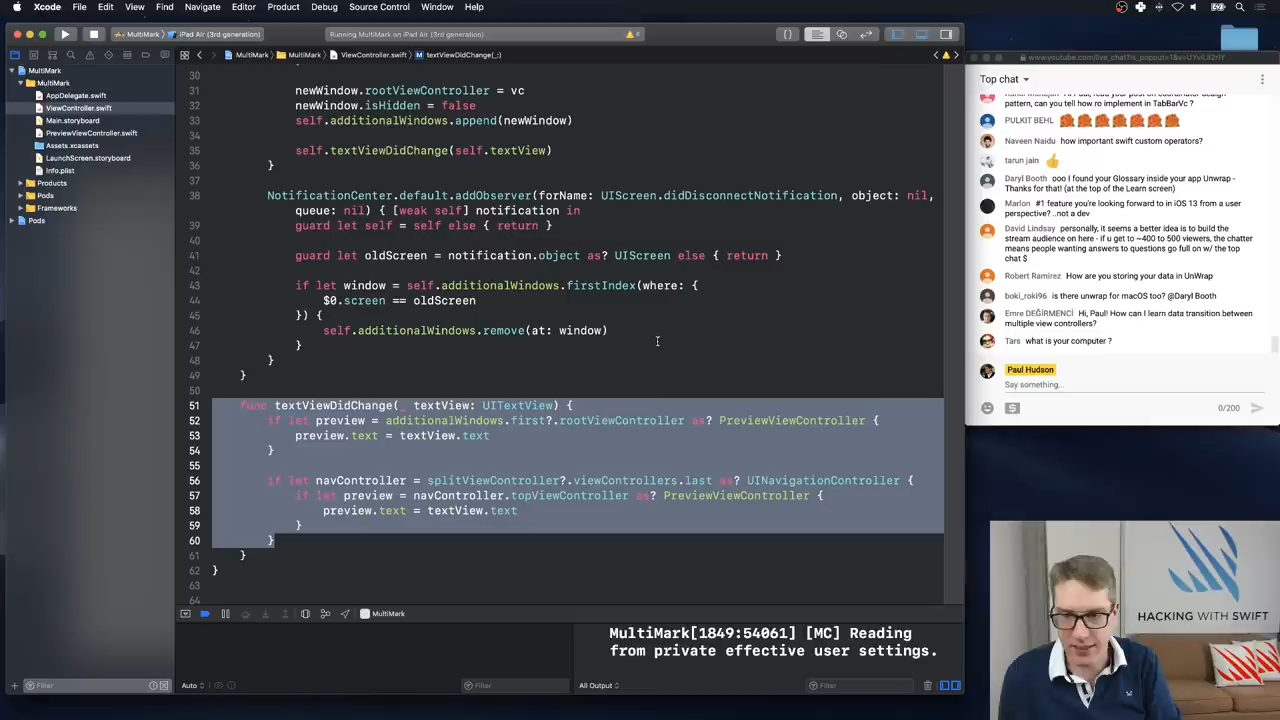 Xcode File Edit View Find Navigate Editor Product Debug Source Control Window Help
MultiMark iPad Air (3rd generation) Running MultiMark on iPad Air (3rd generation) 4
MultiMark MultiMark ViewController.swift M textViewDidChange(_:)
MultiMark
MultiMark
AppDelegate.swift
ViewController.swift
Main.storyboard
PreviewViewController.swift
Assets.xcassets
LaunchScreen.storyboard
Info.plist
Products
Pods
Frameworks
Pods
30
31 newWindow.rootViewController = vc
32 newWindow.isHidden = false
33 self.additionalWindows.append(newWindow)
34
35 self.textViewDidChange(self.textView)
36 }
37
38 NotificationCenter.default.addObserver(forName: UIScreen.didDisconnectNotification, object: nil,
queue: nil) { [weak self] notification in
39 guard let self = self else { return }
40
41 guard let oldScreen = notification.object as? UIScreen else { return }
42
43 if let window = self.additionalWindows.firstIndex(where: {
44 $0.screen == oldScreen
45 }) {
46 self.additionalWindows.remove(at: window)
47 }
48 }
49 }
50
51 func textViewDidChange(_ textView: UITextView) {
52 if let preview = additionalWindows.first?.rootViewController as? PreviewViewController {
53 preview.text = textView.text
54 }
55
56 if let navController = splitViewController?.viewControllers.last as? UINavigationController {
57 if let preview = navController.topViewController as? PreviewViewController {
58 preview.text = textView.text
59 }
60 }
61 }
62 }
63
64
MultiMark
MultiMark[1849:54061] [MC] Reading
from private effective user settings.
Filter
Auto
Filter
All Output
Filter
Top chat
pattern, can you tell how ro implement in TabBarVc ?
PULKIT BEHL
Naveen Naidu how important swift custom operators?
tarun jain
Daryl Booth ooo I found your Glossary inside your app Unwrap -
Thanks for that! (at the top of the Learn screen)
Marlon #1 feature you're looking forward to in iOS 13 from a user
perspective? ..not a dev
David Lindsay personally, it seems a better idea is to build the
stream audience on here - if u get to ~400 to 500 viewers, the chatter
means people wanting answers to questions go full on w/ the top
chat $
Robert Ramirez How are you storing your data in UnWrap
boki_roki96 is there unwrap for macOS too? @Daryl Booth
Emre DEĞİRMENCİ Hi, Paul! How can I learn data transition between
multiple view controllers?
Tars what is your computer ?
Paul Hudson
Say something...
0/200
HACKING WITH SWIFT